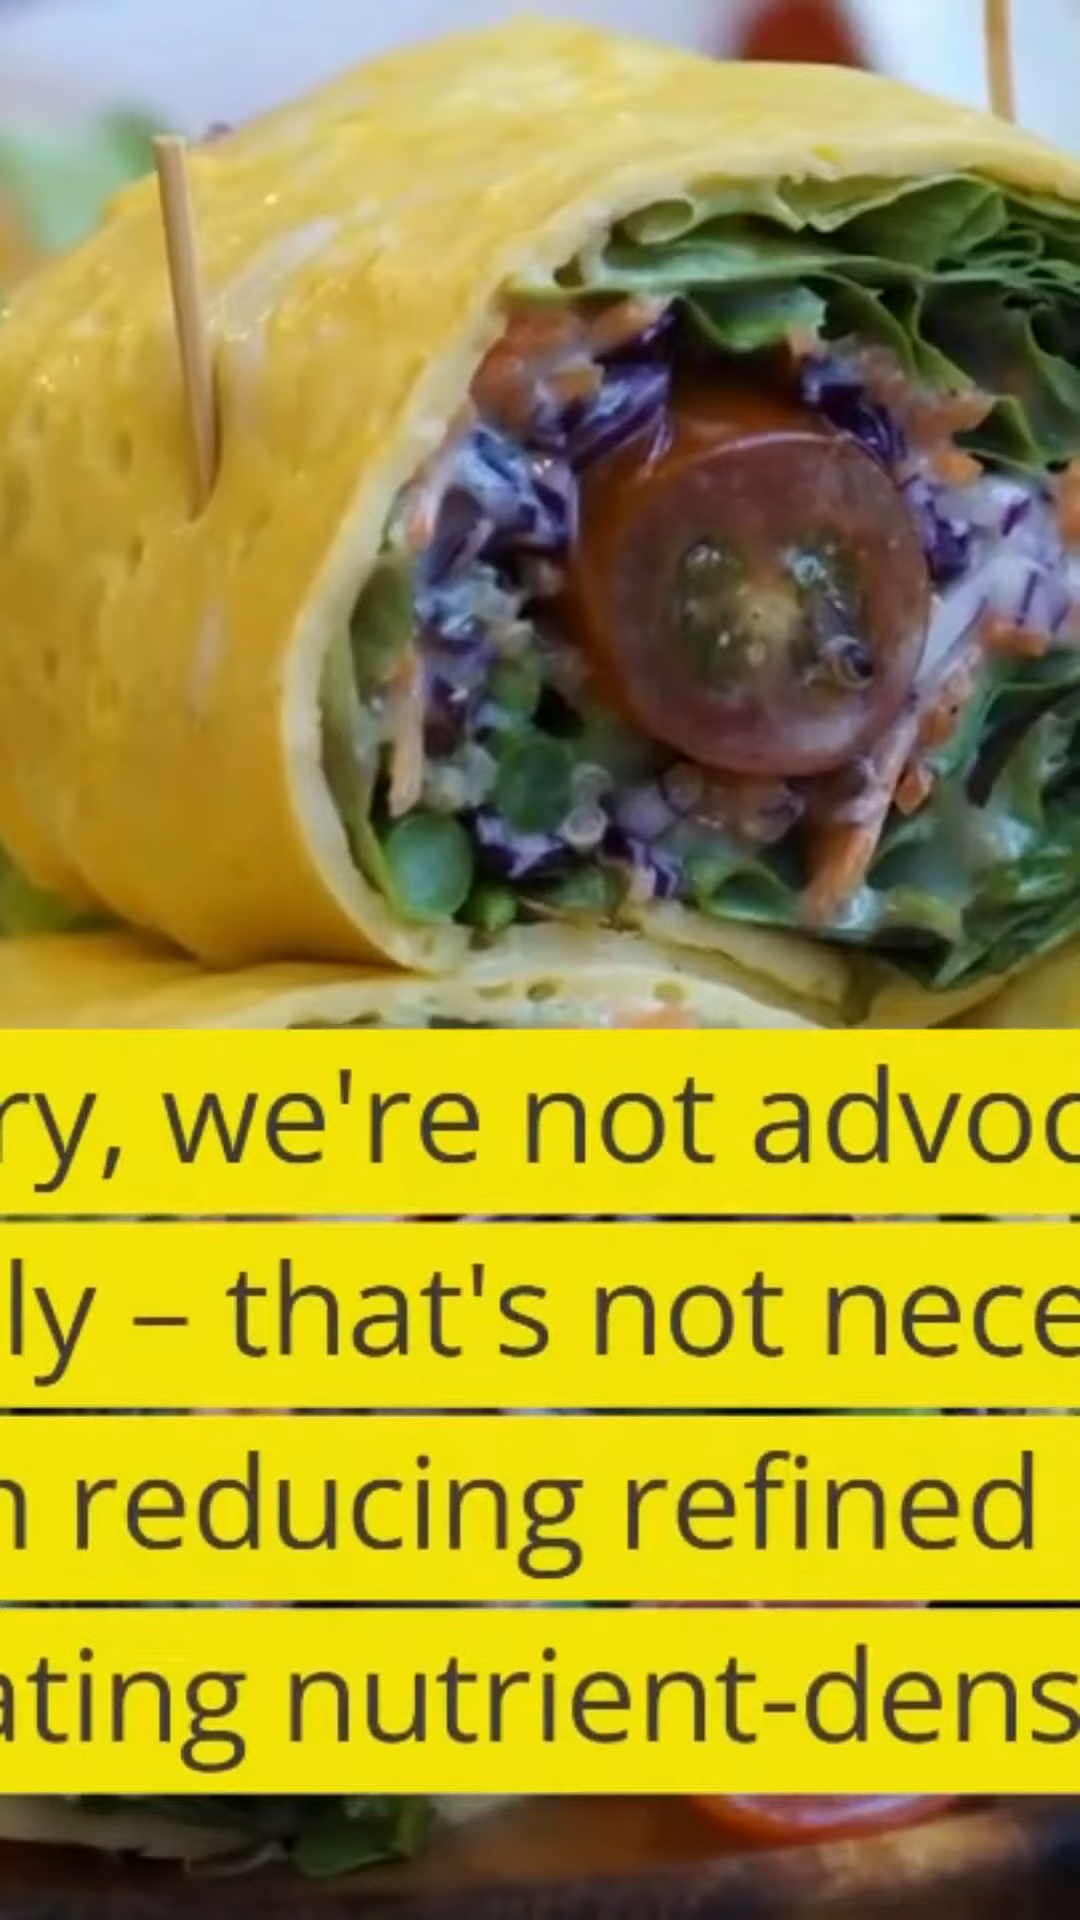 ry, we're not advoc
ly – that's not nece
n reducing refined
ating nutrient-dens